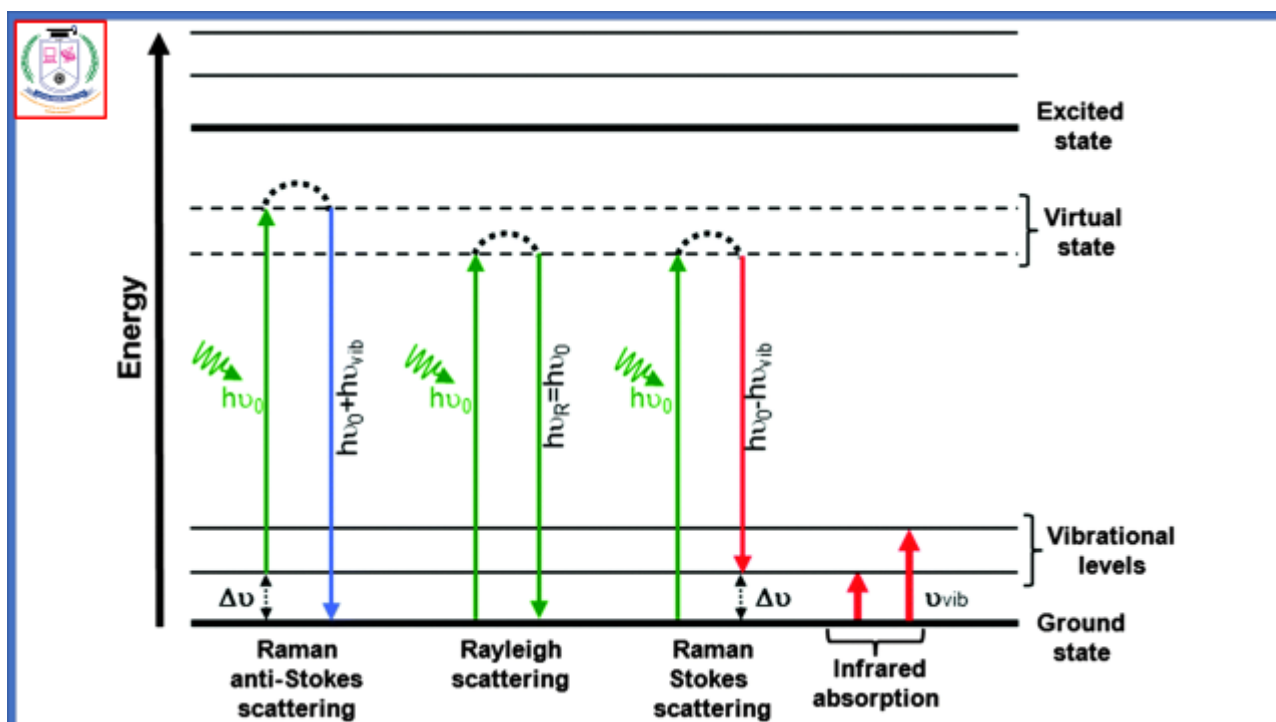 Energy
Excited
state
Virtual
state
hυ₀
hυ₀+hυvib
hυ₀
hυR=hυ₀
hυ₀
hυ₀-hυvib
Vibrational
levels
Δυ
Δυ
υvib
Ground
state
Raman
anti-Stokes
scattering
Rayleigh
scattering
Raman
Stokes
scattering
Infrared
absorption